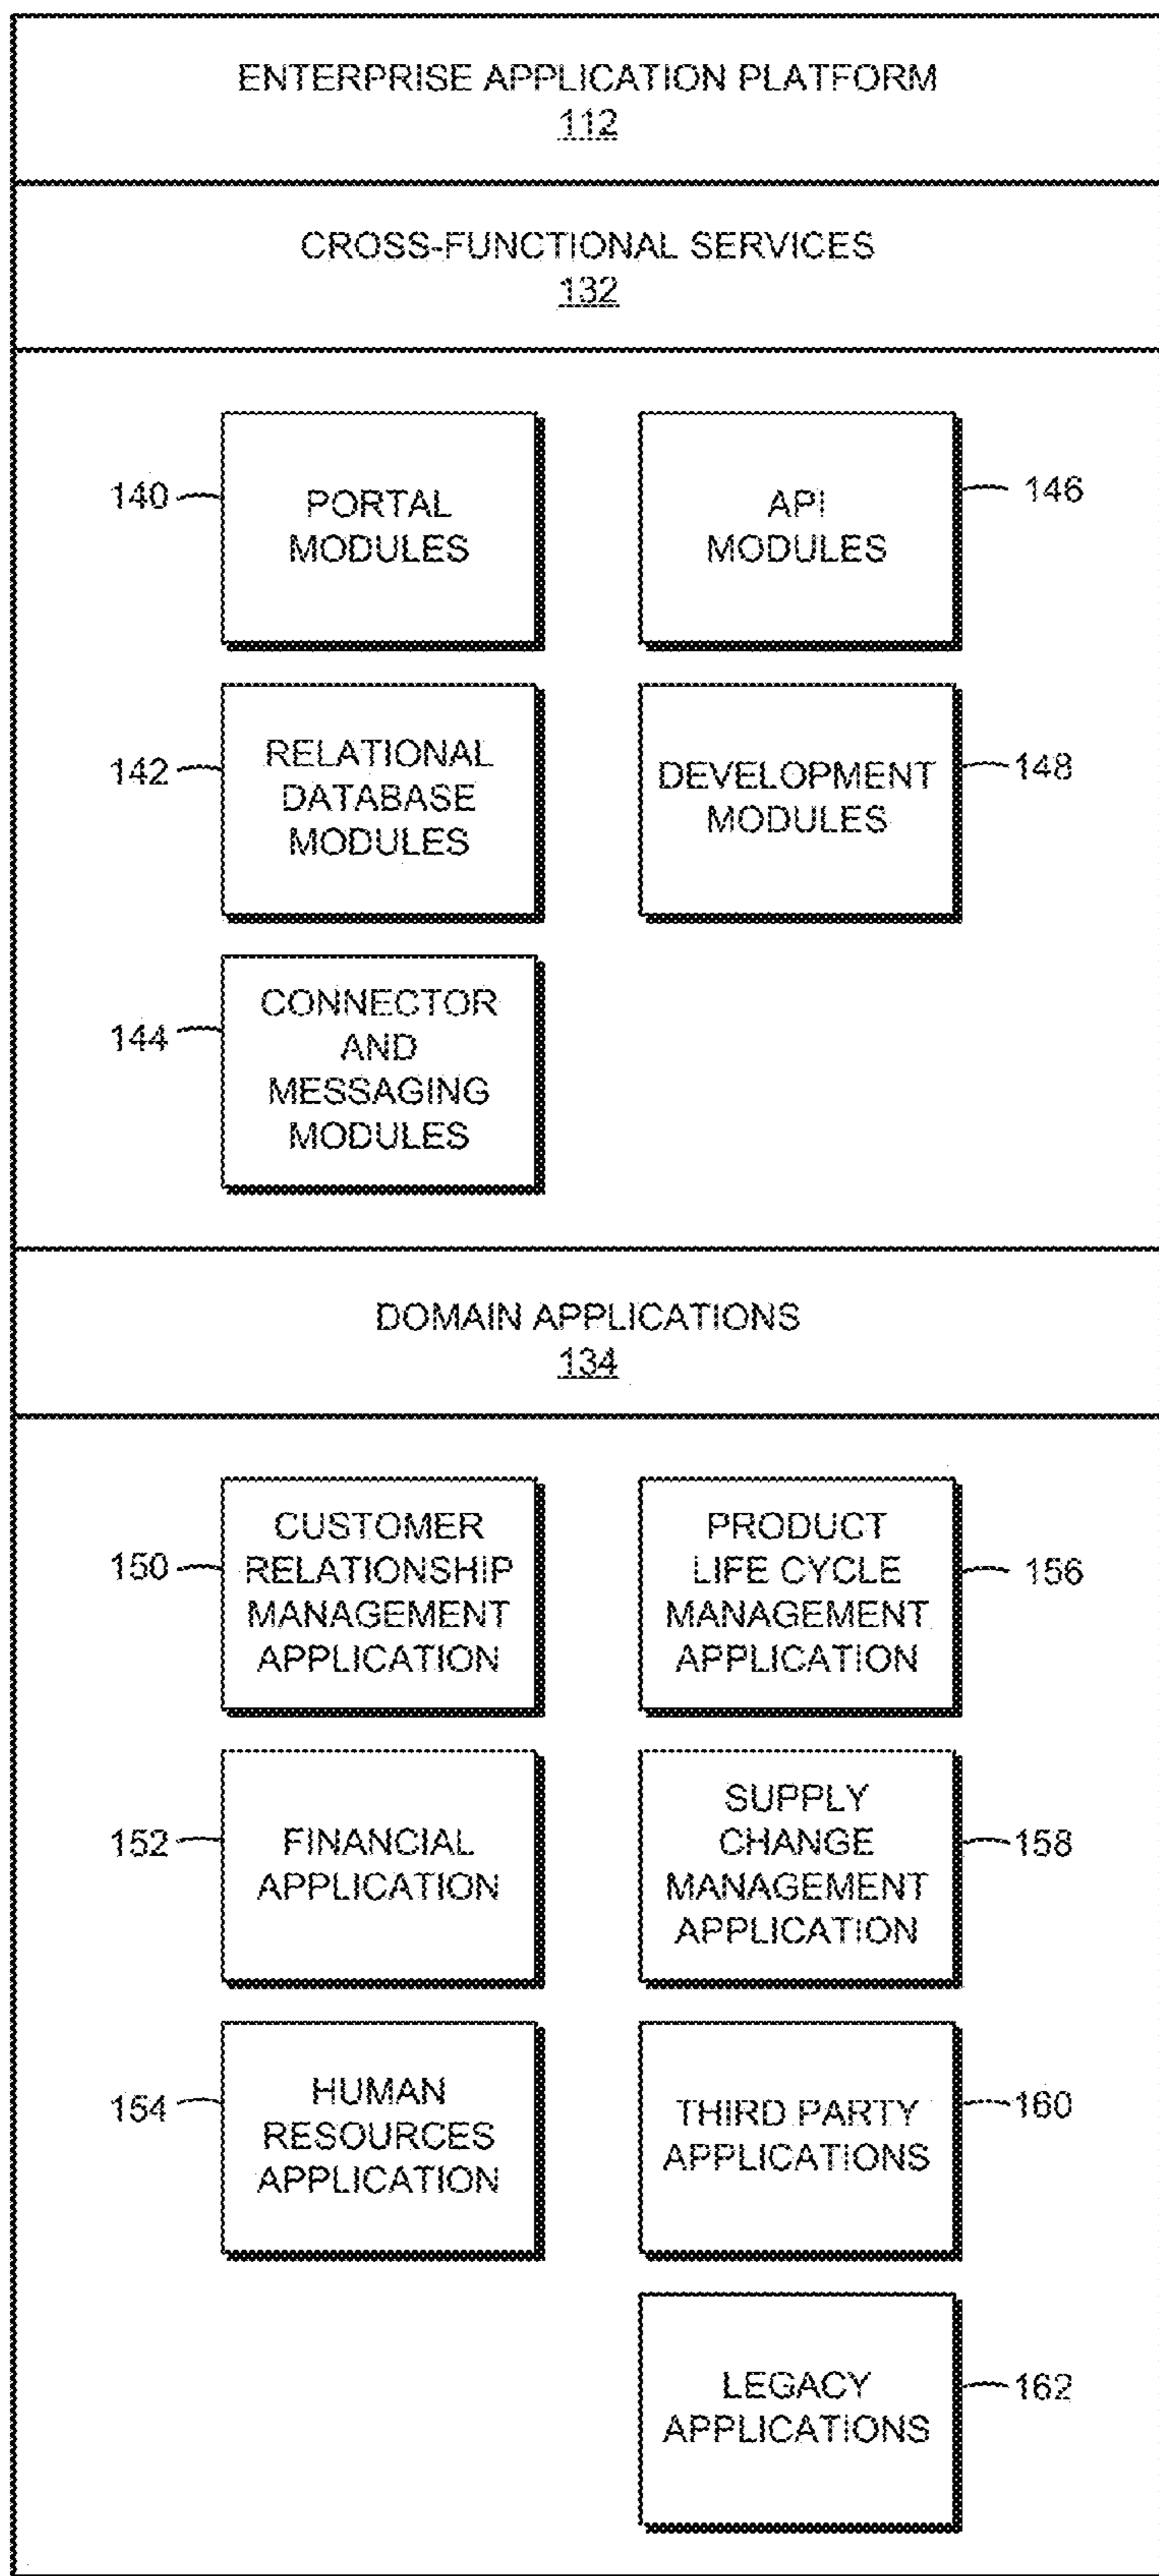 ENTERPRISE APPLICATION PLATFORM
112
CROSS-FUNCTIONAL SERVICES
132
140
PORTAL
MODULES
API
MODULES
146
142
RELATIONAL
DATABASE
MODULES
DEVELOPMENT
MODULES
148
144
CONNECTOR
AND
MESSAGING
MODULES
DOMAIN APPLICATIONS
134
150
CUSTOMER
RELATIONSHIP
MANAGEMENT
APPLICATION
PRODUCT
LIFE CYCLE
MANAGEMENT
APPLICATION
156
152
FINANCIAL
APPLICATION
SUPPLY
CHANGE
MANAGEMENT
APPLICATION
158
154
HUMAN
RESOURCES
APPLICATION
THIRD PARTY
APPLICATIONS
160
LEGACY
APPLICATIONS
162